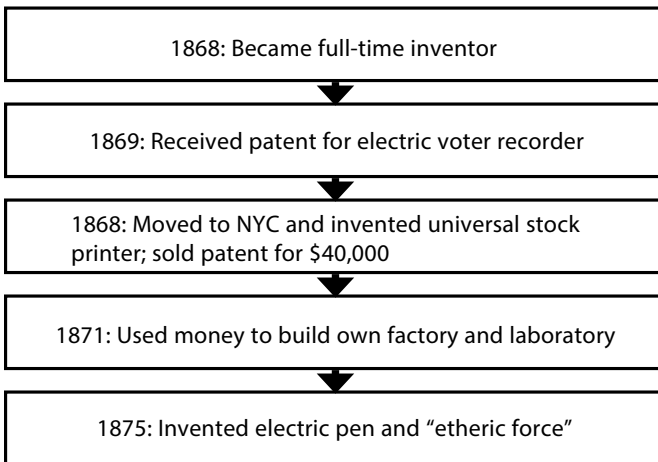 1868: Became full-time inventor
1869: Received patent for electric voter recorder
1868: Moved to NYC and invented universal stock
printer; sold patent for $40,000
1871: Used money to build own factory and laboratory
1875: Invented electric pen and “etheric force”